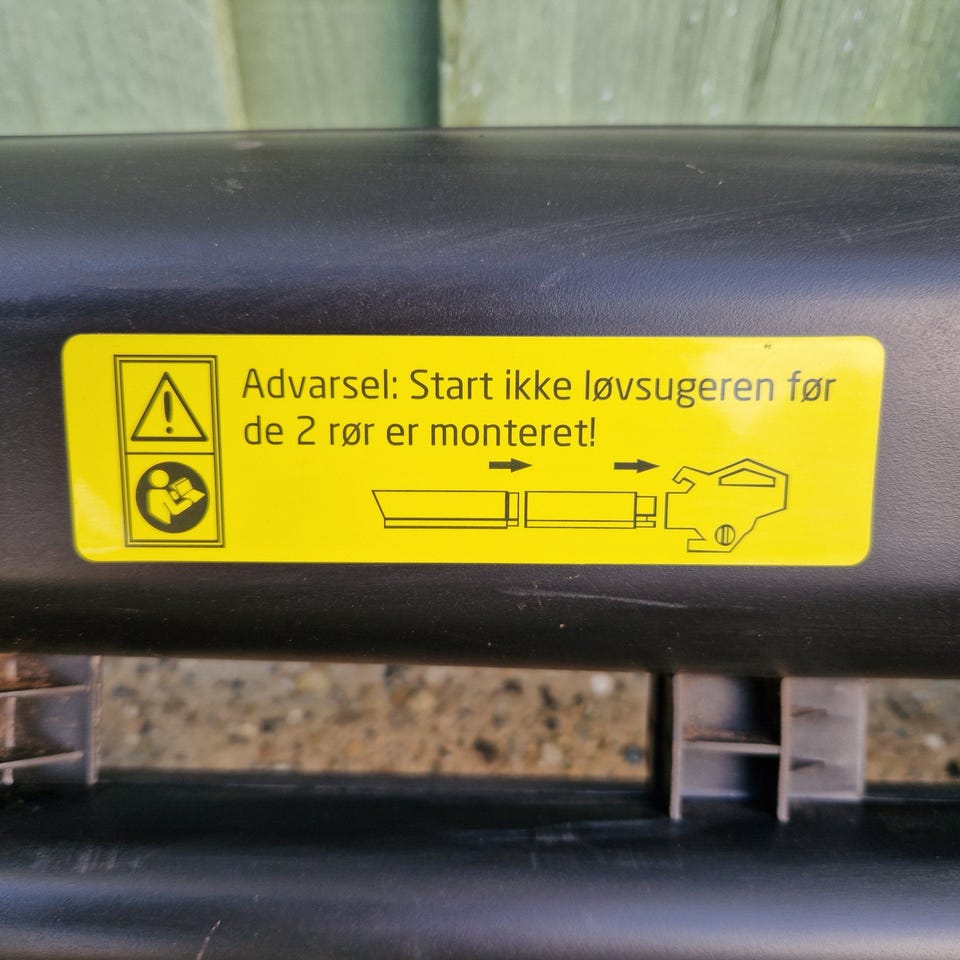 Advarsel: Start ikke løvsugeren før
de 2 rør er monteret!